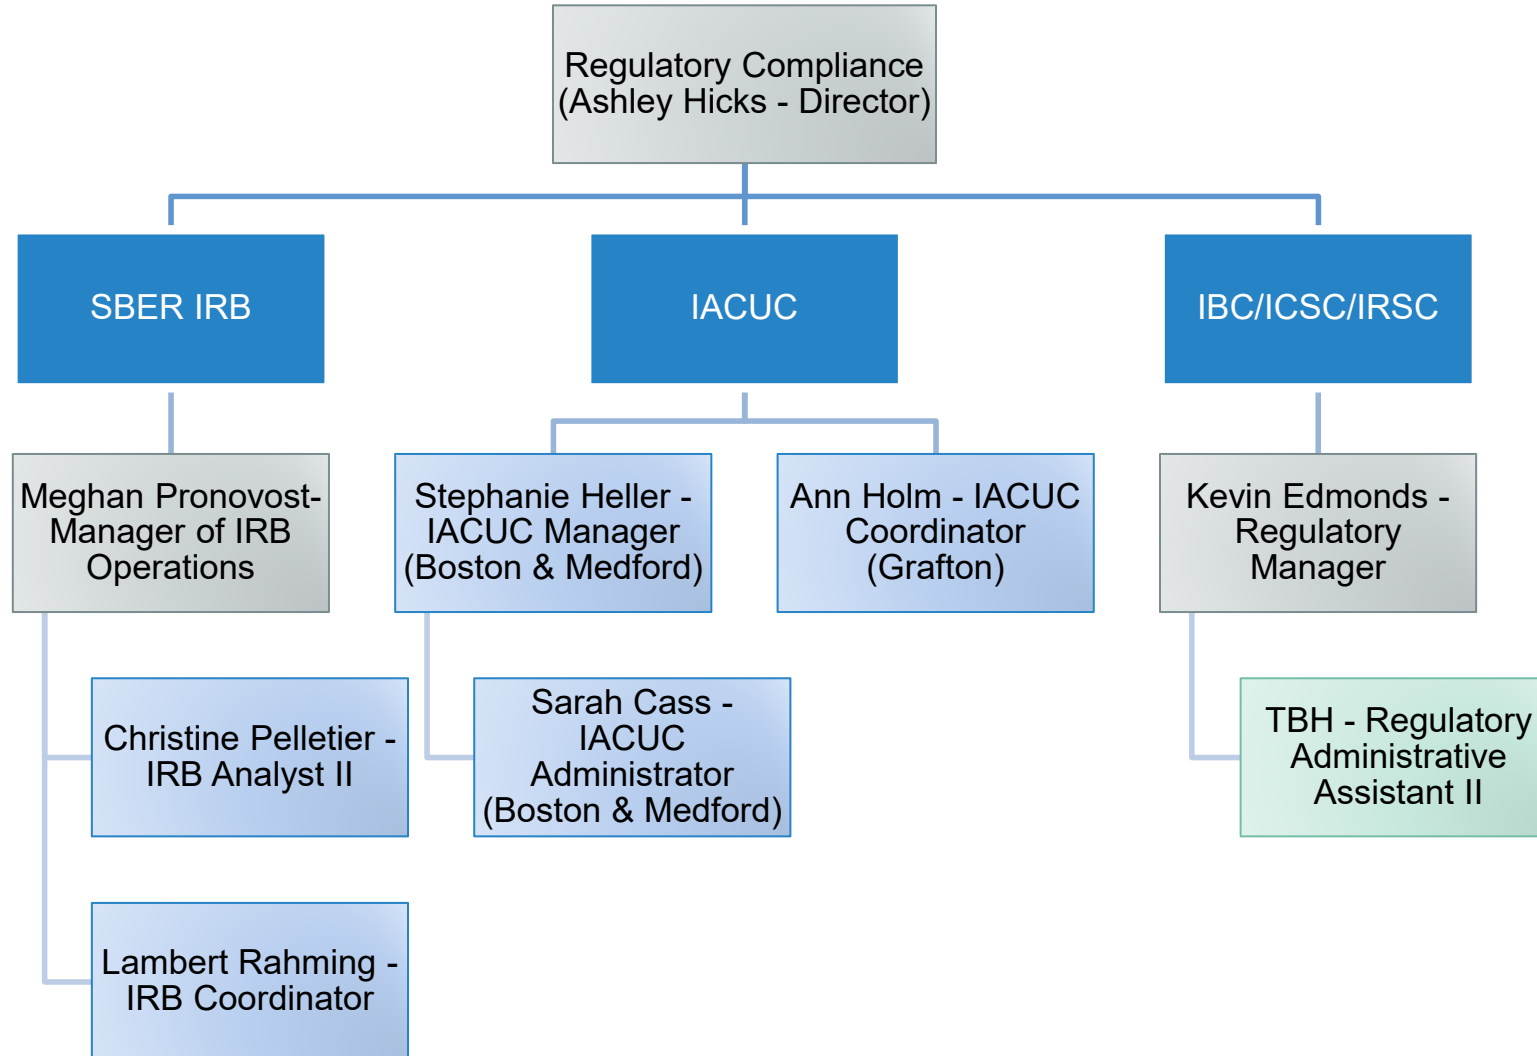 Regulatory Compliance
(Ashley Hicks - Director)
SBER IRB
IACUC
IBC/ICSC/IRSC
Meghan Pronovost-
Manager of IRB
Operations
Stephanie Heller -
IACUC Manager
(Boston & Medford)
Ann Holm - IACUC
Coordinator
(Grafton)
Kevin Edmonds -
Regulatory
Manager
Christine Pelletier -
IRB Analyst II
Sarah Cass -
IACUC
Administrator
(Boston & Medford)
TBH - Regulatory
Administrative
Assistant II
Lambert Rahming -
IRB Coordinator